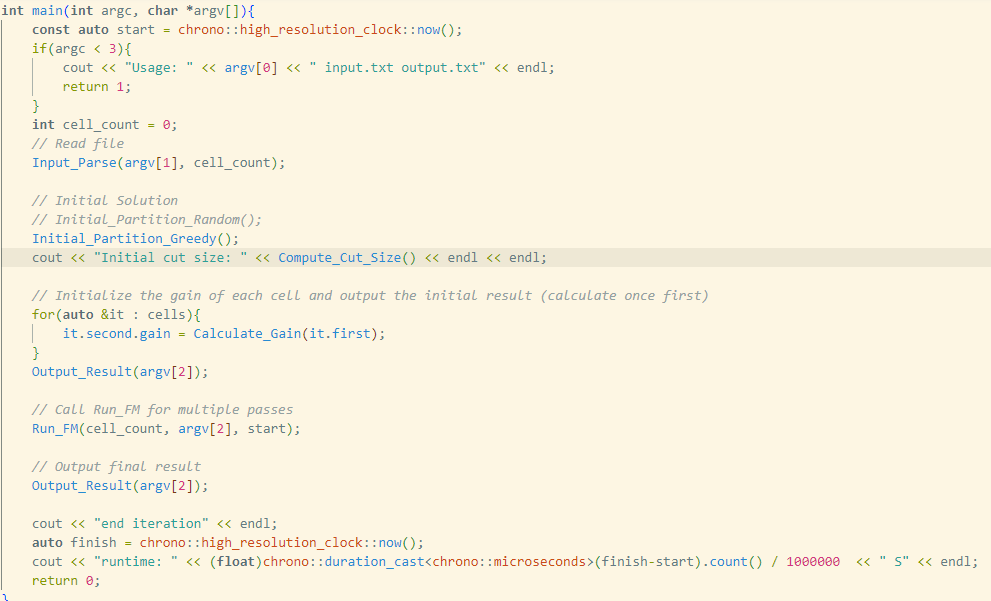 int main(int argc, char *argv[]){
    const auto start = chrono::high_resolution_clock::now();
    if(argc < 3){
        cout << "Usage: " << argv[0] << " input.txt output.txt" << endl;
        return 1;
    }
    int cell_count = 0;
    // Read file
    Input_Parse(argv[1], cell_count);

    // Initial Solution
    // Initial_Partition_Random();
    Initial_Partition_Greedy();
    cout << "Initial cut size: " << Compute_Cut_Size() << endl << endl;

    // Initialize the gain of each cell and output the initial result (calculate once first)
    for(auto &it : cells){
        it.second.gain = Calculate_Gain(it.first);
    }
    Output_Result(argv[2]);

    // Call Run_FM for multiple passes
    Run_FM(cell_count, argv[2], start);

    // Output final result
    Output_Result(argv[2]);

    cout << "end iteration" << endl;
    auto finish = chrono::high_resolution_clock::now();
    cout << "runtime: " << (float)chrono::duration_cast<chrono::microseconds>(finish-start).count() / 1000000  << " S" << endl;
    return 0;
}